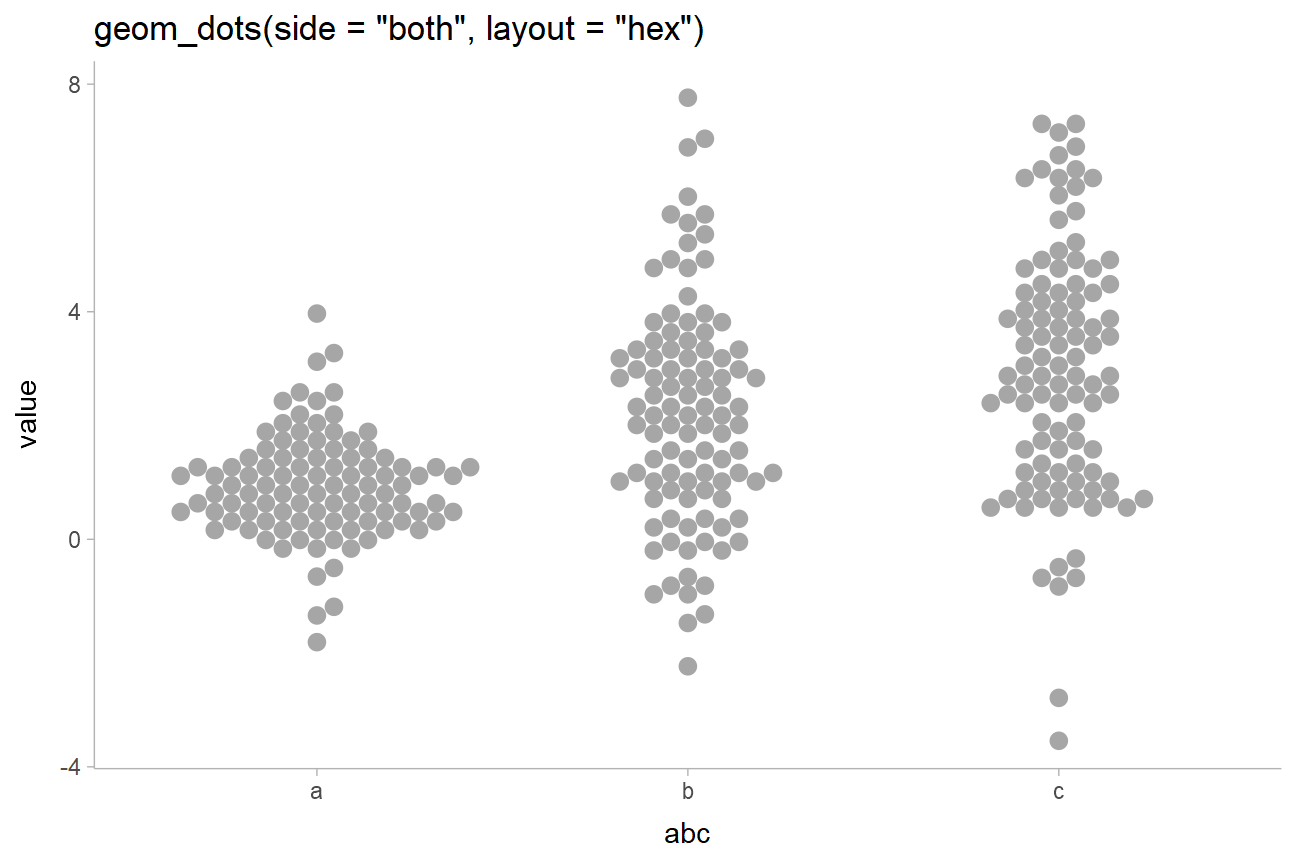 geom_dots(side = "both", layout = "hex")
8
4
0
-4
value
a
b
c
abc